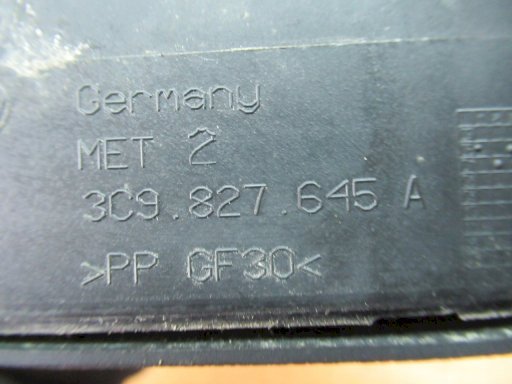 Germany
MET 2
3C9.827.645 A
>PP GF30<